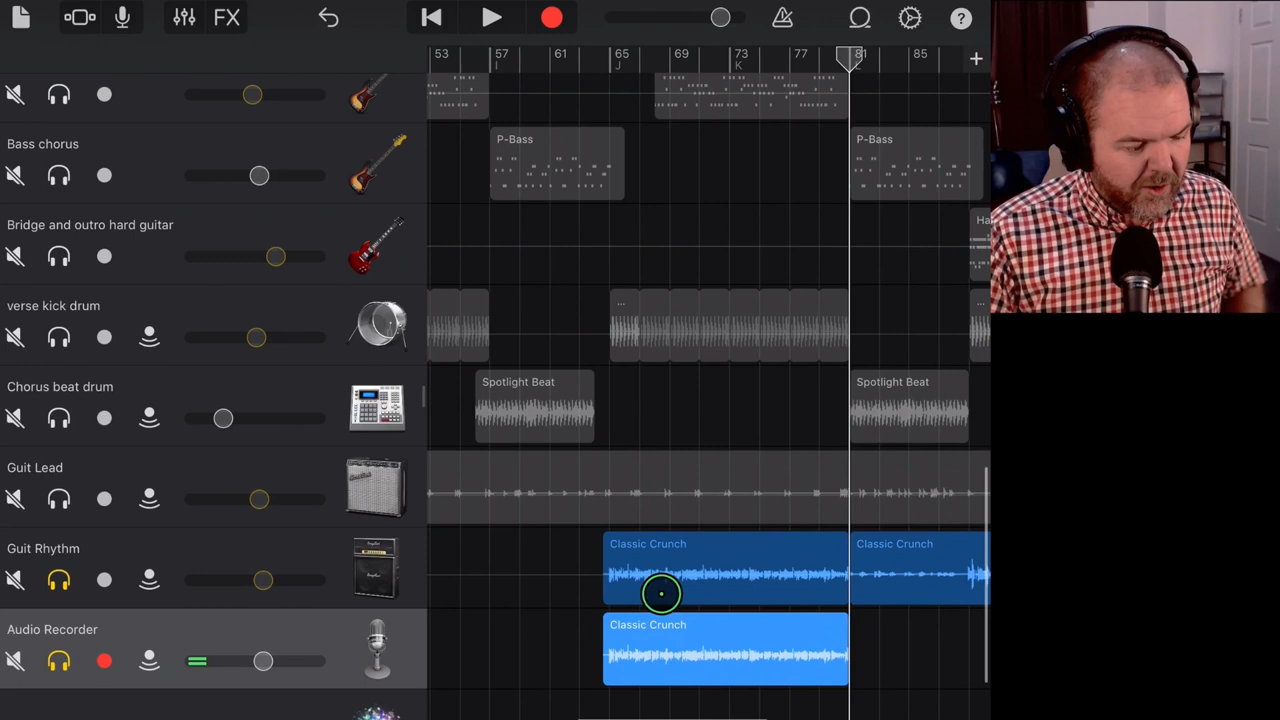 FX
?
53 57 61 65 69 73 77 81 85
I J K L
+
Bass chorus
P-Bass
P-Bass
Bridge and outro hard guitar
Ha
verse kick drum
...
...
Chorus beat drum
Spotlight Beat
Spotlight Beat
Guit Lead
Guit Rhythm
Classic Crunch
Classic Crunch
Audio Recorder
Classic Crunch